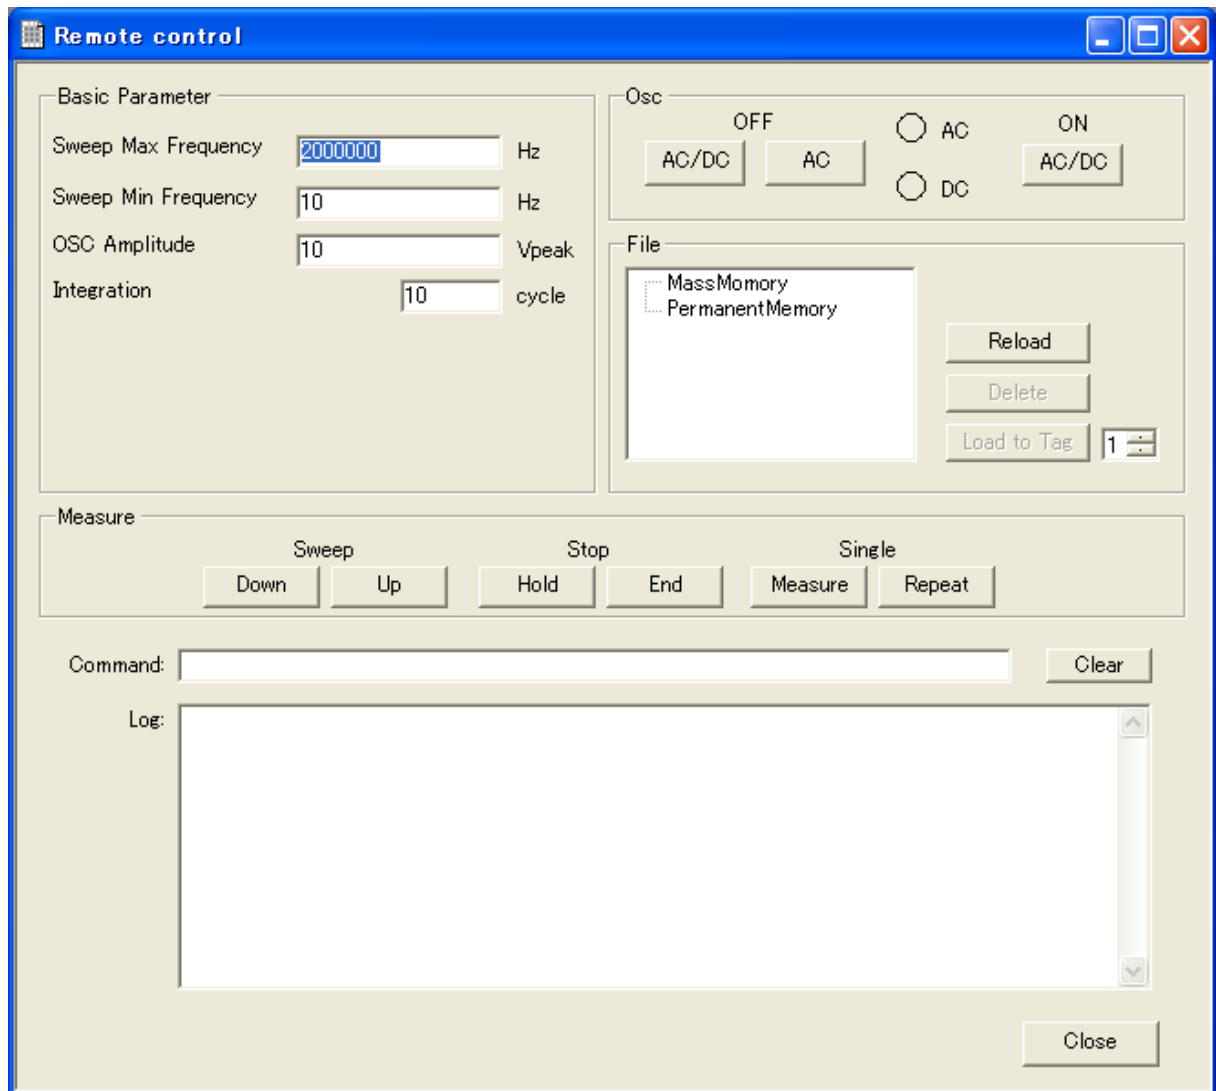 Remote control
Basic Parameter
Sweep Max Frequency 2000000 Hz
Sweep Min Frequency 10 Hz
OSC Amplitude 10 Vpeak
Integration 10 cycle
Osc
OFF AC ON
AC/DC AC AC/DC
DC
File
MassMomory
PermanentMemory
Reload
Delete
Load to Tag 1
Measure
Sweep Stop Single
Down Up Hold End Measure Repeat
Command: Clear
Log:
Close